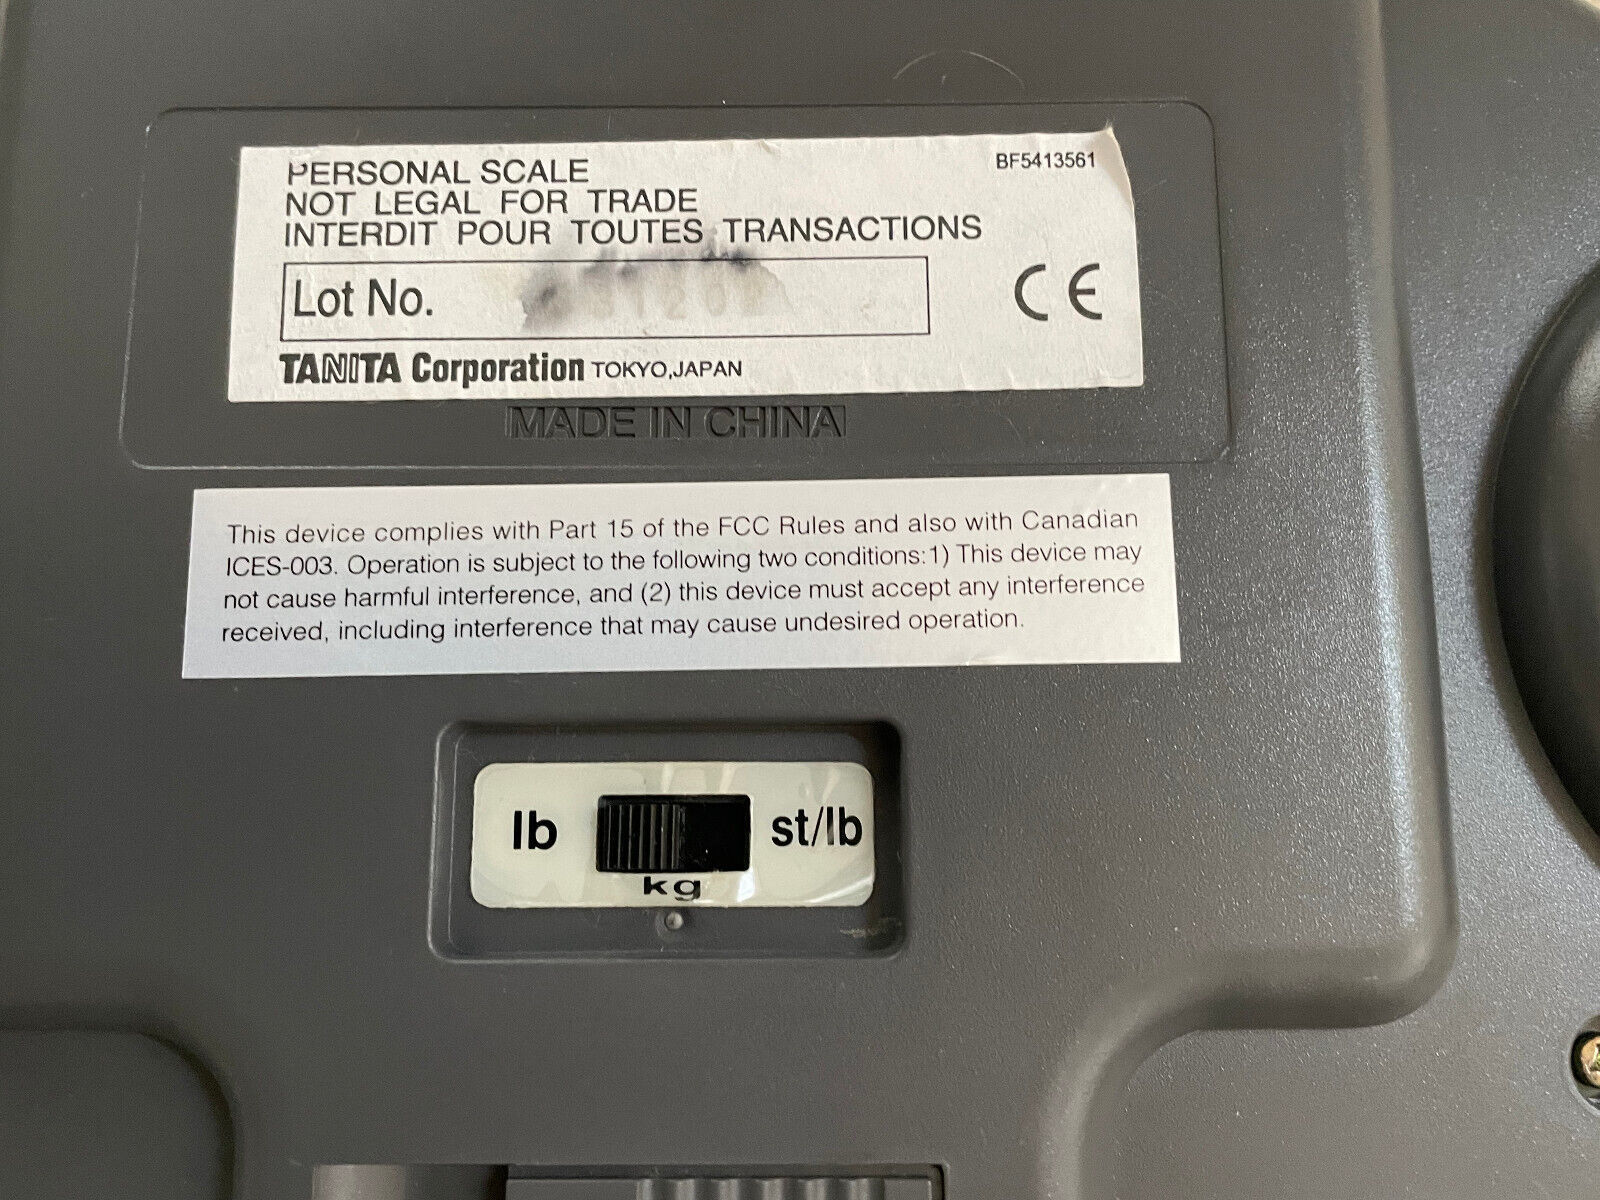 PERSONAL SCALE
BF5413561
NOT LEGAL FOR TRADE
INTERDIT POUR TOUTES TRANSACTIONS
Lot No.
CE
TANITA Corporation TOKYO,JAPAN
MADE IN CHINA
This device complies with Part 15 of the FCC Rules and also with Canadian
ICES-003. Operation is subject to the following two conditions:1) This device may
not cause harmful interference, and (2) this device must accept any interference
received, including interference that may cause undesired operation.
lb
st/lb
kg